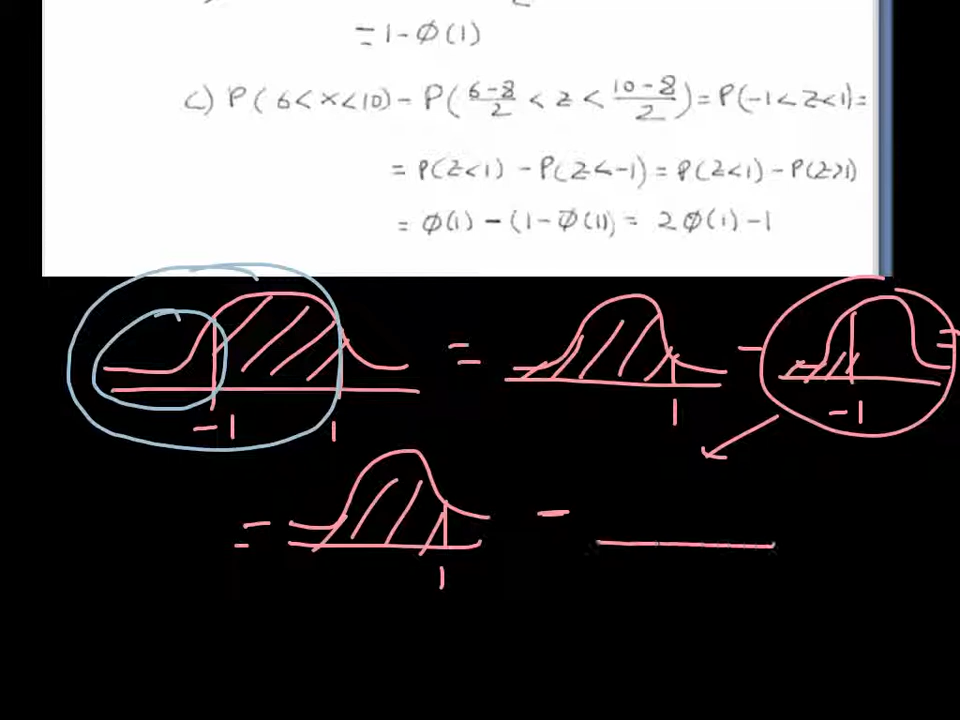 = 1 - Φ(1)
c) P( 6 < x < 10) - P( (6-8)/2 < z < (10-8)/2 ) = P(-1 < z < 1) =
= P(z < 1) - P(z < -1) = P(z < 1) - P(z > 1)
= Φ(1) - (1 - Φ(1)) = 2 Φ(1) - 1
= - =
-1 1 1 -1
= -
1